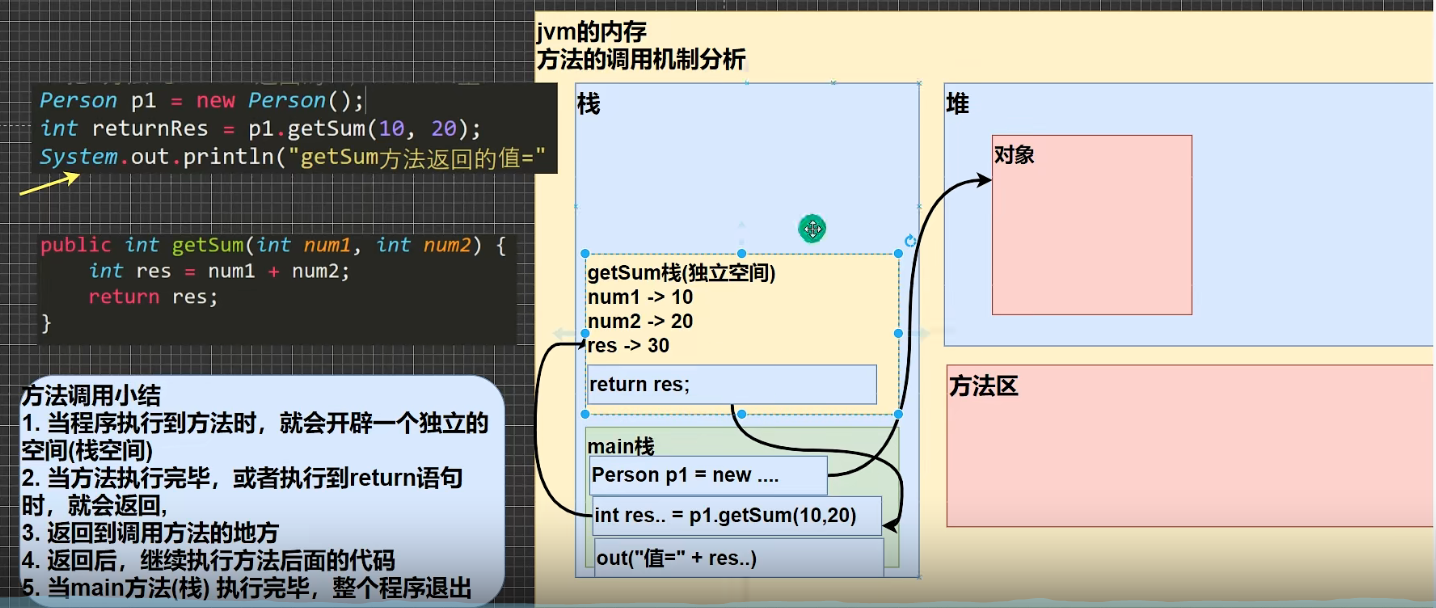 jvm的内存
方法的调用机制分析
Person p1 = new Person();
int returnRes = p1.getSum(10, 20);
System.out.println("getSum方法返回的值="
public int getSum(int num1, int num2) {
int res = num1 + num2;
return res;
}
方法调用小结
1. 当程序执行到方法时，就会开辟一个独立的
空间(栈空间)
2. 当方法执行完毕，或者执行到return语句
时，就会返回,
3. 返回到调用方法的地方
4. 返回后，继续执行方法后面的代码
5. 当main方法(栈) 执行完毕，整个程序退出
栈
getSum栈(独立空间)
num1 -> 10
num2 -> 20
res -> 30
return res;
main栈
Person p1 = new ....
int res.. = p1.getSum(10,20)
out("值=" + res..)
堆
对象
方法区